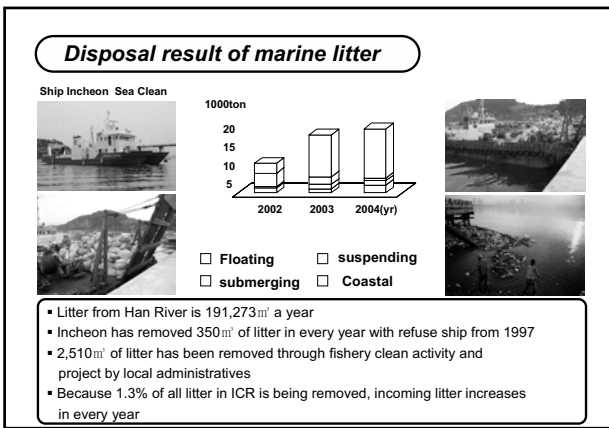 Disposal result of marine litter
Ship Incheon Sea Clean
1000ton
20
15
10
5
2002 2003 2004(yr)
□ Floating □ suspending
□ submerging □ Coastal
▪ Litter from Han River is 191,273㎥ a year
▪ Incheon has removed 350㎥ of litter in every year with refuse ship from 1997
▪ 2,510㎥ of litter has been removed through fishery clean activity and
project by local administratives
▪ Because 1.3% of all litter in ICR is being removed, incoming litter increases
in every year